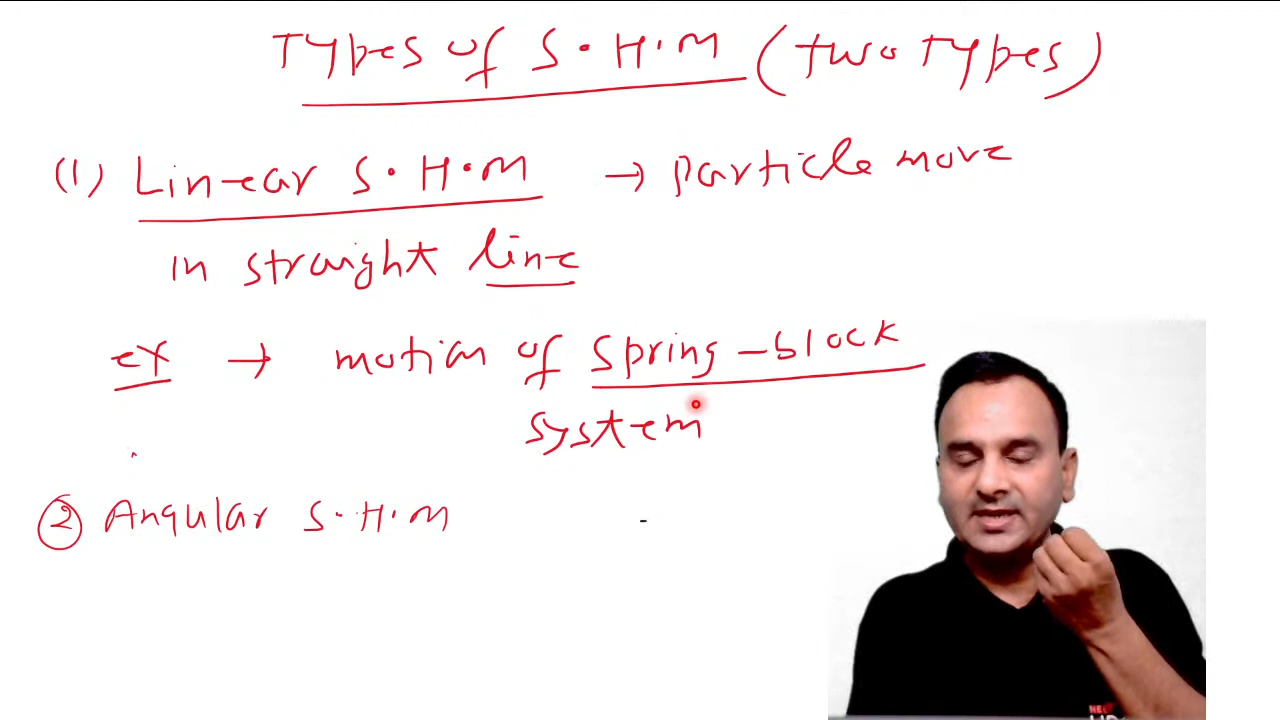 Types of S.H.M (two Types)
(1) Linear S.H.M → particle move
in straight line
ex → motion of spring-block
system
② Angular S.H.M